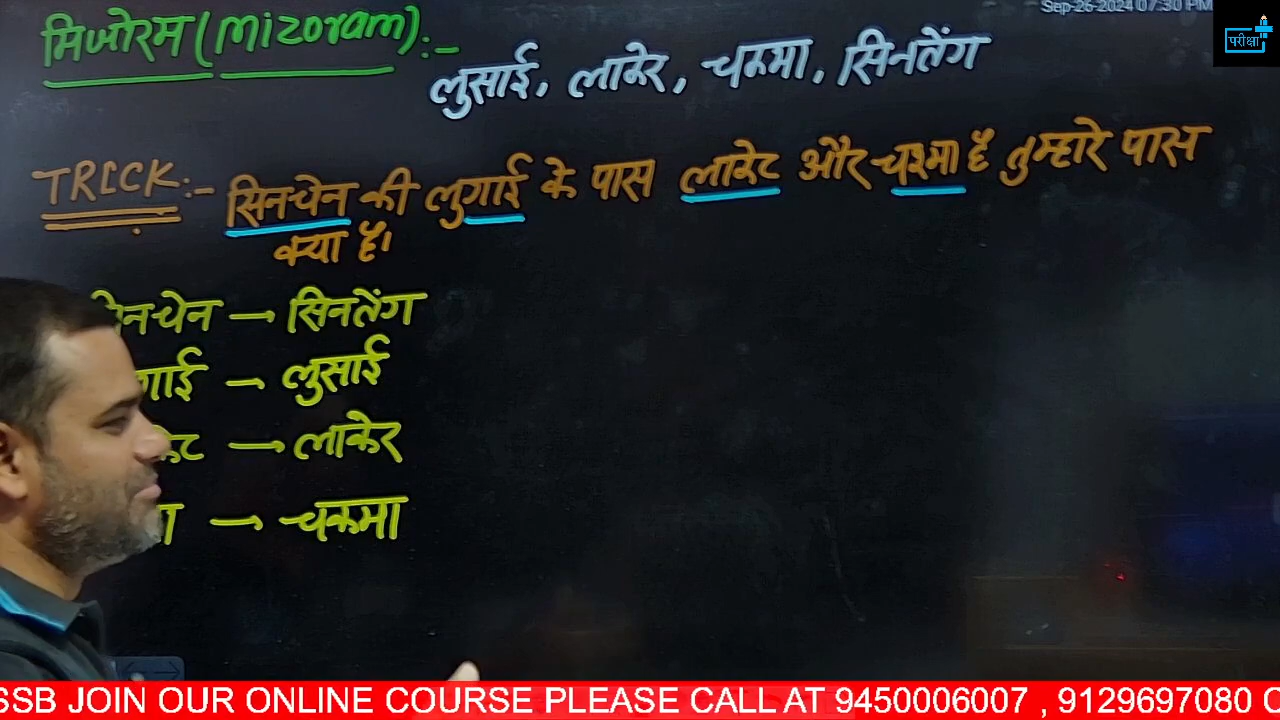 Sep-26-2024 07:30 PM
परीक्षा
मिजोरम (Mizoram) :-
लुसाई, लाकेर, चकमा, सिनतेंग
TRICK :- सिनचेन की लुगाई के पास लाकेट और चश्मा है तुम्हारे पास
क्या है।
सिनचेन → सिनतेंग
गाई → लुसाई
केट → लाकेर
मा → चकमा
SSB JOIN OUR ONLINE COURSE PLEASE CALL AT 9450006007 , 9129697080